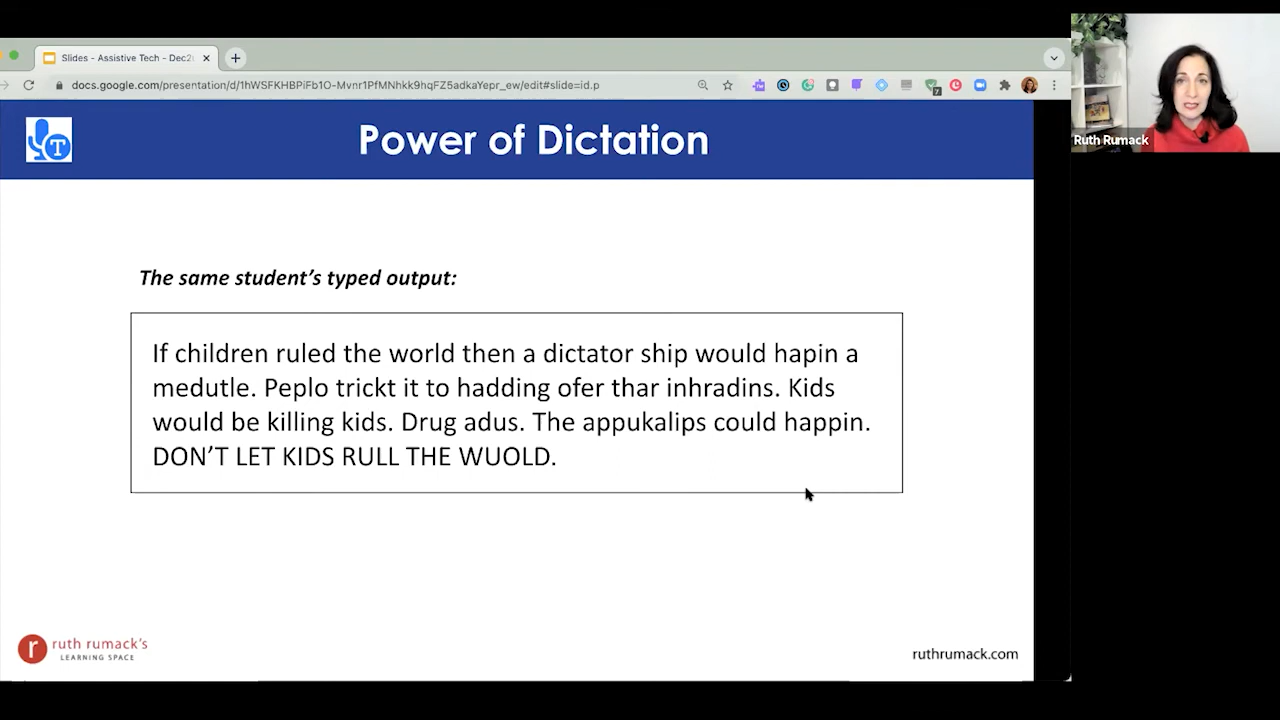 Slides - Assistive Tech - Dec2
docs.google.com/presentation/d/1hWSFKHBPiFb1O-Mvnr1PfMNhkk9hqFZ5adkaYepr_ew/edit#slide=id.p
7
T
Power of Dictation
Ruth Rumack
The same student's typed output:
If children ruled the world then a dictator ship would hapin a
medutle. Peplo trickt it to hadding ofer thar inhradins. Kids
would be killing kids. Drug adus. The appukalips could happin.
DON'T LET KIDS RULL THE WUOLD.
r ruth rumack's
LEARNING SPACE
ruthrumack.com